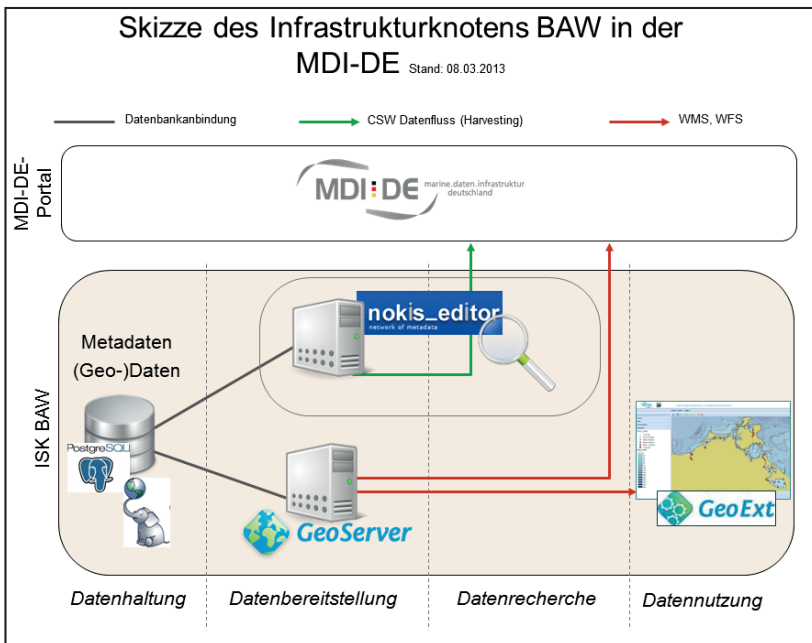 Skizze des Infrastrukturknotens BAW in der
MDI-DE Stand: 08.03.2013
Datenbankanbindung
CSW Datenfluss (Harvesting)
WMS, WFS
MDI-DE-
Portal
MDI:DE
marine.daten.infrastruktur
deutschland
nokis_editor
network of metadata
Metadaten
(Geo-)Daten
ISK BAW
PostgreSQL
GeoServer
GeoExt
Datenhaltung
Datenbereitstellung
Datenrecherche
Datennutzung